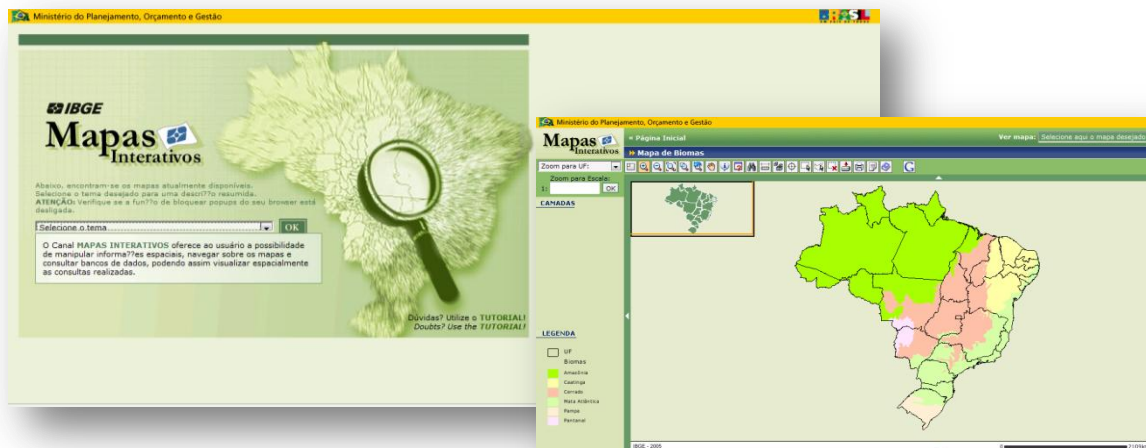 Ministério do Planejamento, Orçamento e Gestão
BRASIL
IBGE
Mapas
Interativos
Abaixo, encontram-se os mapas atualmente disponíveis.
Selecione o tema desejado para uma descri??o resumida.
ATENÇÃO: Verifique se a fun??o de bloquear popups do seu browser está
desligada.
Selecione o tema
OK
O Canal MAPAS INTERATIVOS oferece ao usuário a possibilidade
de manipular informa??es espaciais, navegar sobre os mapas e
consultar bancos de dados, podendo assim visualizar espacialmente
as consultas realizadas.
Dúvidas? Utilize o TUTORIAL!
Doubts? Use the TUTORIAL!
Ministério do Planejamento, Orçamento e Gestão
Mapas
Interativos
« Página Inicial
Ver mapa: Selecione aqui o mapa desejado
Mapa de Biomas
Zoom para UF:
Zoom para Escala:
1:
OK
CAMADAS
LEGENDA
UF
Biomas
Amazônia
Caatinga
Cerrado
Mata Atlântica
Pampa
Pantanal
IBGE - 2005
0